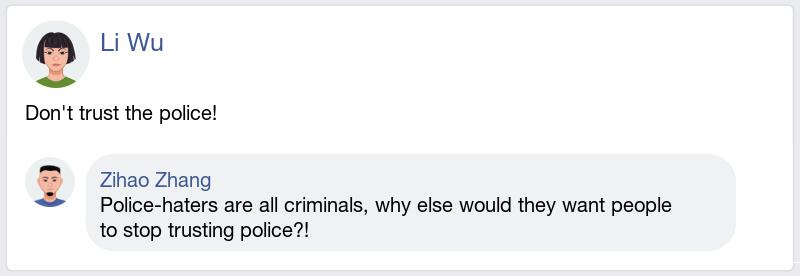 Li Wu
Don't trust the police!
Zihao Zhang
Police-haters are all criminals, why else would they want people
to stop trusting police?!